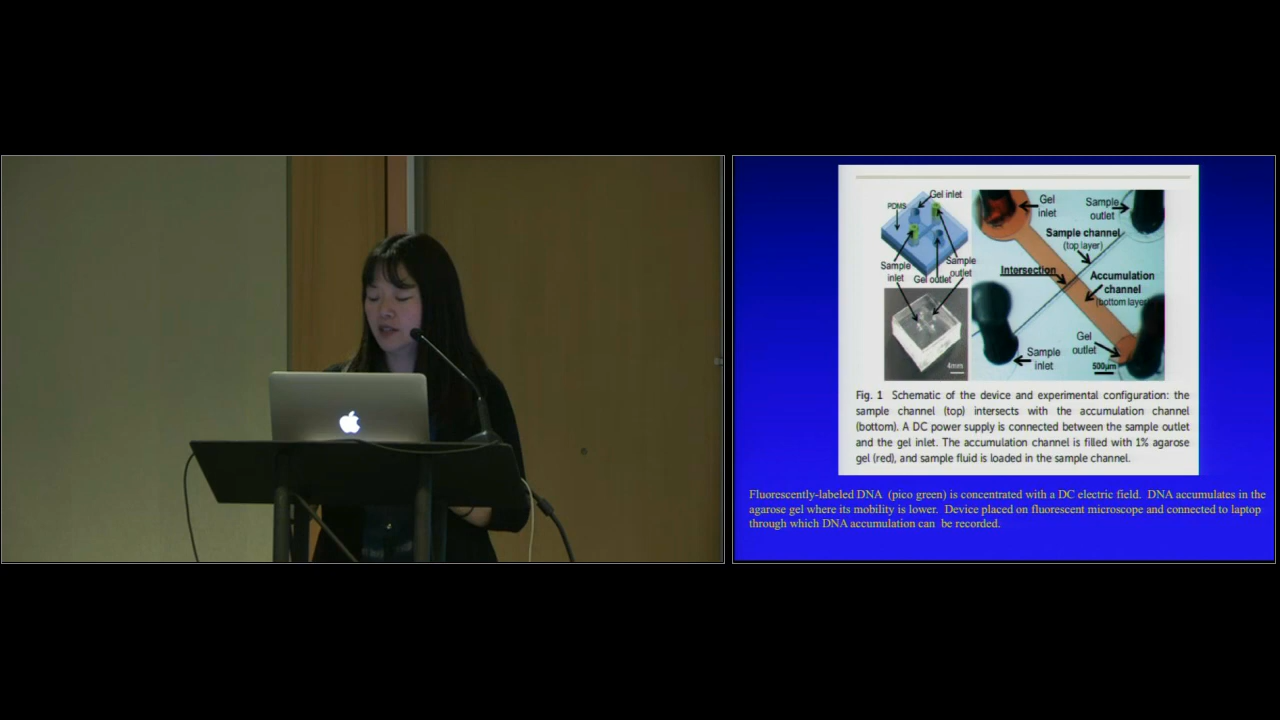 Gel inlet
PDMS
Sample
inlet
Gel outlet
Sample
outlet
4mm
Gel
inlet
Sample
outlet
Sample channel
(top layer)
Intersection
Accumulation
channel
(bottom layer
Gel
outlet
Sample
inlet
500µm
Fig. 1 Schematic of the device and experimental configuration: the
sample channel (top) intersects with the accumulation channel
(bottom). A DC power supply is connected between the sample outlet
and the gel inlet. The accumulation channel is filled with 1% agarose
gel (red), and sample fluid is loaded in the sample channel.
Fluorescently-labeled DNA (pico green) is concentrated with a DC electric field. DNA accumulates in the
agarose gel where its mobility is lower. Device placed on fluorescent microscope and connected to laptop
through which DNA accumulation can be recorded.